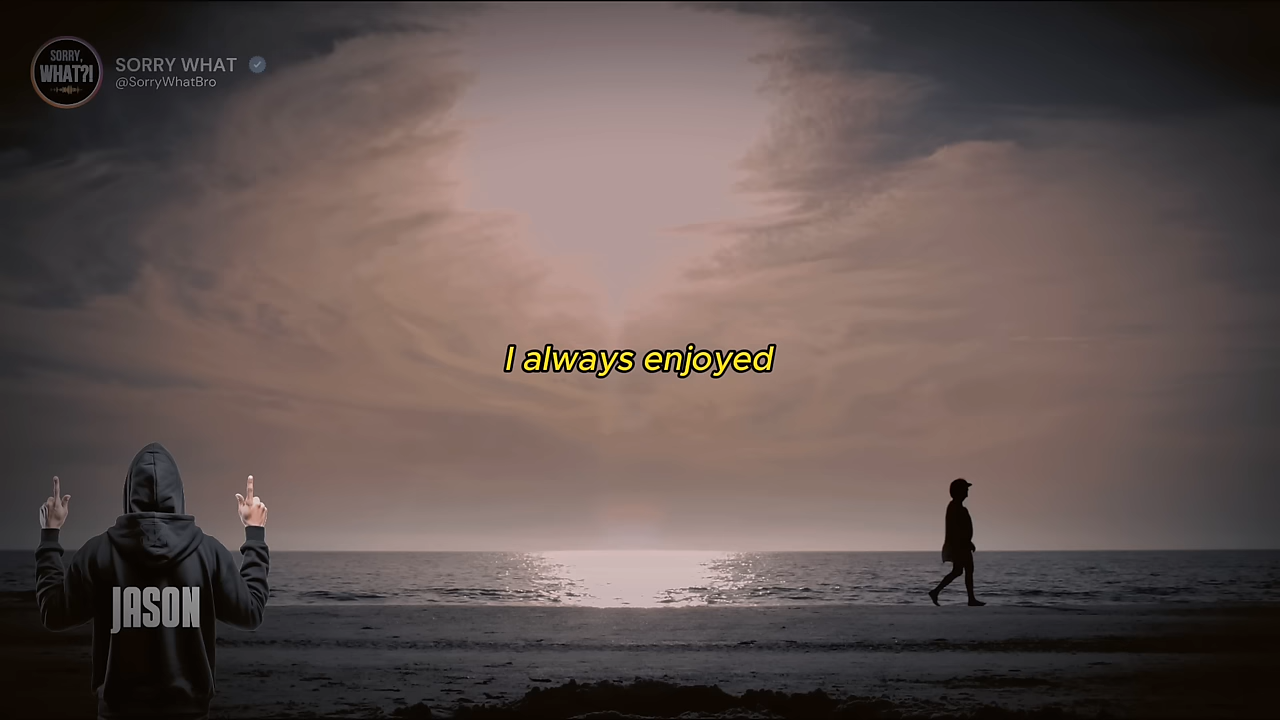 SORRY,
WHAT?!
SORRY WHAT
@SorryWhatBro
I always enjoyed
JASON